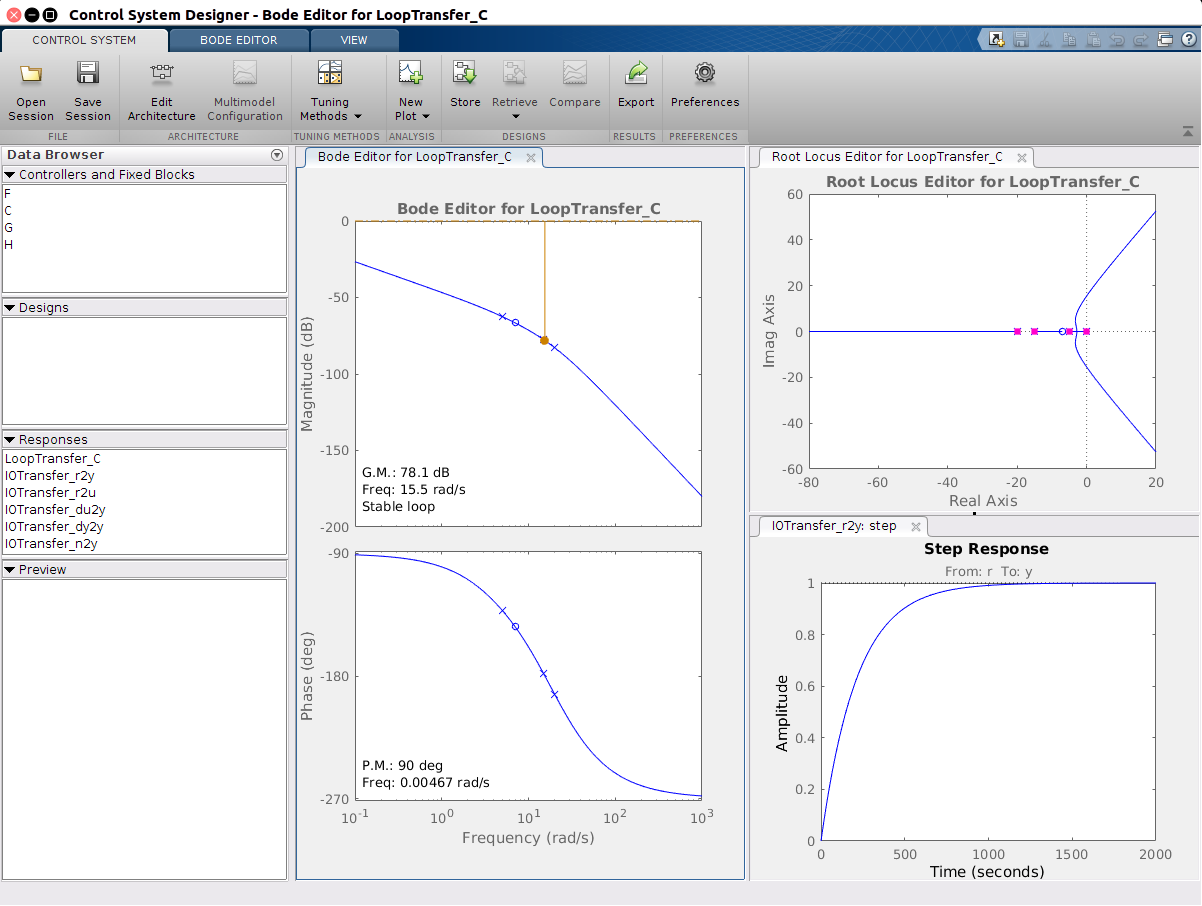 Control System Designer - Bode Editor for LoopTransfer_C
CONTROL SYSTEM BODE EDITOR VIEW
Open Session
Save Session
Edit Architecture
Multimodel Configuration
Tuning Methods
New Plot
Store
Retrieve
Compare
Export
Preferences
FILE ARCHITECTURE TUNING METHODS ANALYSIS DESIGNS RESULTS PREFERENCES
Data Browser
Controllers and Fixed Blocks
F
C
G
H
Designs
Responses
LoopTransfer_C
IOTransfer_r2y
IOTransfer_r2u
IOTransfer_du2y
IOTransfer_dy2y
IOTransfer_n2y
Preview
Bode Editor for LoopTransfer_C
Bode Editor for LoopTransfer_C
Magnitude (dB)
0
-50
-100
-150
-200
G.M.: 78.1 dB
Freq: 15.5 rad/s
Stable loop
Phase (deg)
-90
-180
-270
P.M.: 90 deg
Freq: 0.00467 rad/s
10^-1 10^0 10^1 10^2 10^3
Frequency (rad/s)
Root Locus Editor for LoopTransfer_C
Root Locus Editor for LoopTransfer_C
Imag Axis
60
40
20
0
-20
-40
-60
-80 -60 -40 -20 0 20
Real Axis
IOTransfer_r2y: step
Step Response
From: r To: y
Amplitude
1
0.8
0.6
0.4
0.2
0
0 500 1000 1500 2000
Time (seconds)